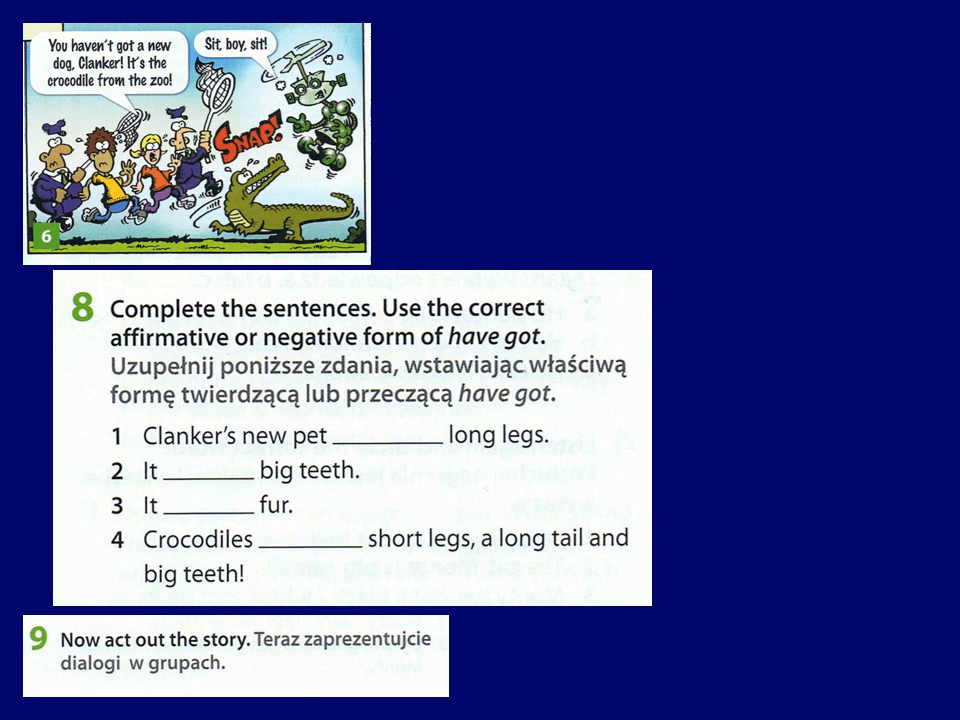 You haven't got a new
dog, Clanker! It's the
crocodile from the zoo!
Sit, boy, sit!
SNAP!
6
8 Complete the sentences. Use the correct
affirmative or negative form of have got.
Uzupełnij poniższe zdania, wstawiając właściwą
formę twierdzącą lub przeczącą have got.
1 Clanker's new pet __________ long legs.
2 It ________ big teeth.
3 It ________ fur.
4 Crocodiles _________ short legs, a long tail and
big teeth!
9 Now act out the story. Teraz zaprezentujcie
dialogi w grupach.